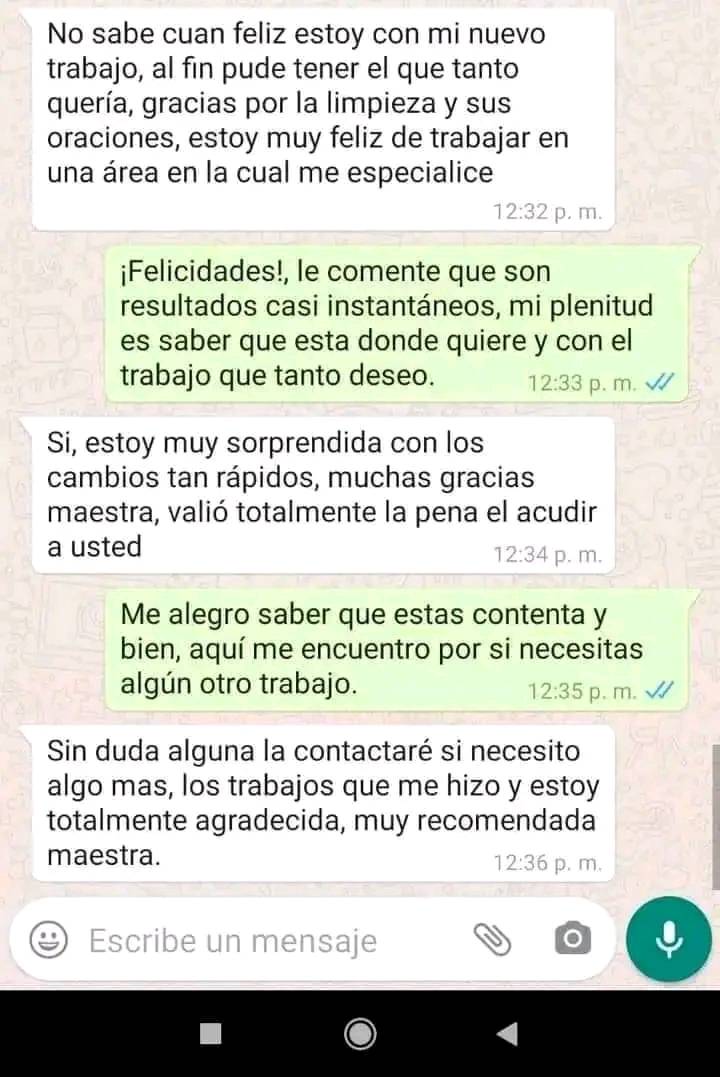 No sabe cuan feliz estoy con mi nuevo
trabajo, al fin pude tener el que tanto
quería, gracias por la limpieza y sus
oraciones, estoy muy feliz de trabajar en
una área en la cual me especialice
12:32 p. m.
¡Felicidades!, le comente que son
resultados casi instantáneos, mi plenitud
es saber que esta donde quiere y con el
trabajo que tanto deseo.
12:33 p. m.
Si, estoy muy sorprendida con los
cambios tan rápidos, muchas gracias
maestra, valió totalmente la pena el acudir
a usted
12:34 p. m.
Me alegro saber que estas contenta y
bien, aquí me encuentro por si necesitas
algún otro trabajo.
12:35 p. m.
Sin duda alguna la contactaré si necesito
algo mas, los trabajos que me hizo y estoy
totalmente agradecida, muy recomendada
maestra.
12:36 p. m.
Escribe un mensaje